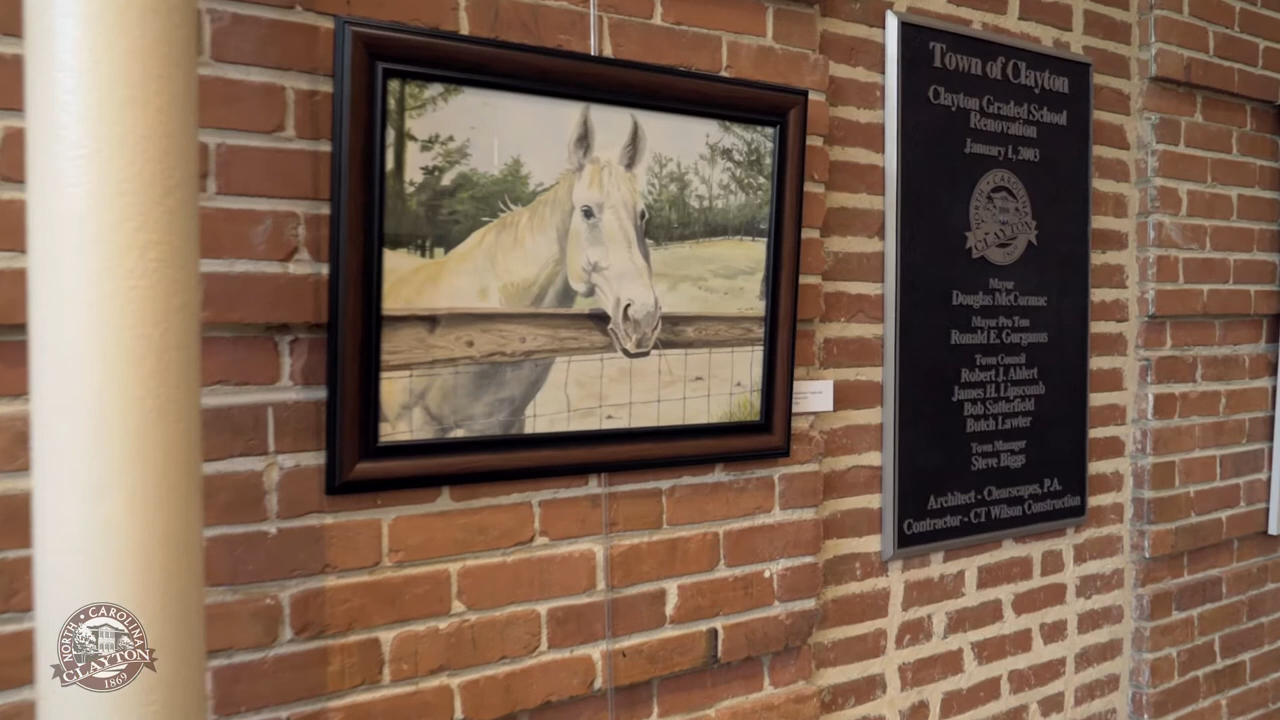 Town of Clayton
Clayton Graded School
Renovation
January 1, 2003
NORTH CAROLINA
CLAYTON
1869
Mayor
Douglas McCormac
Mayor Pro Tem
Ronald E. Gurganus
Town Council
Robert J. Ahlert
James H. Lipscomb
Bob Satterfield
Butch Lawter
Town Manager
Steve Biggs
Architect - Clearscapes, P.A.
Contractor - CT Wilson Construction
NORTH CAROLINA
CLAYTON
1869